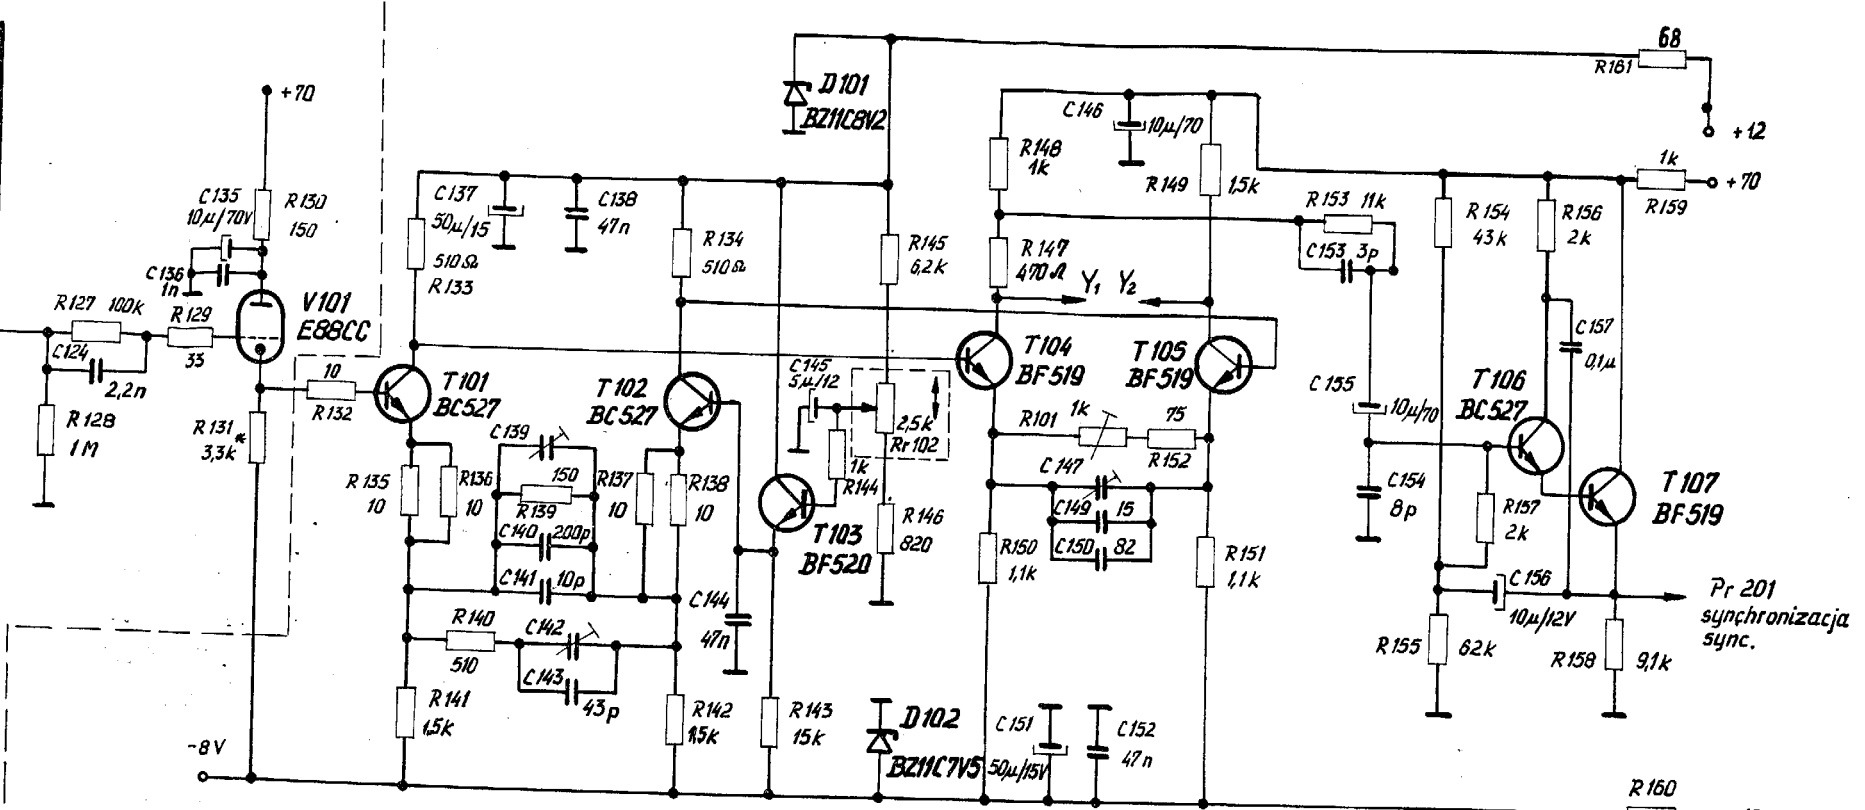 68
R161
+12
+70
D101
BZ11C8V2
C146
10µ/70
R148
1k
R149
1,5k
1k
+70
R159
C135
10µ/70V
R130
150
C136
1n
C137
50µ/15
C138
47n
R134
510Ω
510Ω
R133
R145
6,2k
R147
470Ω
Y1 Y2
R153 11k
C153 3p
R154
43k
R156
2k
R127 100k
R129
33
V101
E88CC
C124
2,2n
R128
1M
R131*
3,3k
10
R132
T101
BC527
T102
BC527
C145
5µ/12
2,5k
Rr102
1k
R144
T104
BF519
T105
BF519
C155
10µ/70
T106
BC527
C157
0,1µ
R135
10
R136
10
C139
150
R139
C140 200p
C141 10p
R137
10
R138
10
T103
BF520
R146
820
R101 1k
75
R152
C147
C149 15
C150 82
R150
1,1k
R151
1,1k
C154
8p
R157
2k
T107
BF519
R140
510
C142
C143
43p
C144
47n
C156
10µ/12V
Pr 201
synchronizacja
sync.
R155 62k
R158 9,1k
R141
1,5k
R142
1,5k
R143
15k
D102
BZ11C7V5
C151
50µ/15V
C152
47n
-8V
R160